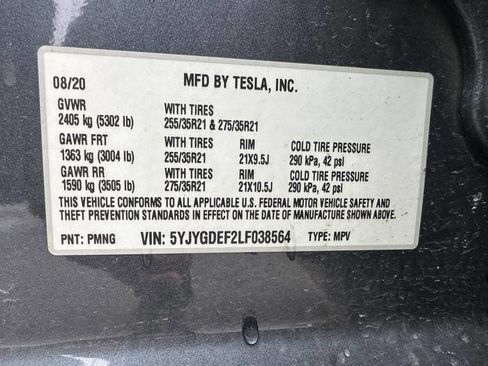 08/20 MFD BY TESLA, INC.
GVWR WITH TIRES
2405 kg (5302 lb) 255/35R21 & 275/35R21
GAWR FRT WITH TIRES RIM COLD TIRE PRESSURE
1363 kg (3004 lb) 255/35R21 21X9.5J 290 kPa, 42 psi
GAWR RR WITH TIRES RIM COLD TIRE PRESSURE
1590 kg (3505 lb) 275/35R21 21X10.5J 290 kPa, 42 psi
THIS VEHICLE CONFORMS TO ALL APPLICABLE U.S. FEDERAL MOTOR VEHICLE SAFETY AND
THEFT PREVENTION STANDARDS IN EFFECT ON THE DATE OF MANUFACTURE SHOWN ABOVE.
PNT: PMNG VIN: 5YJYGDEF2LF038564 TYPE: MPV